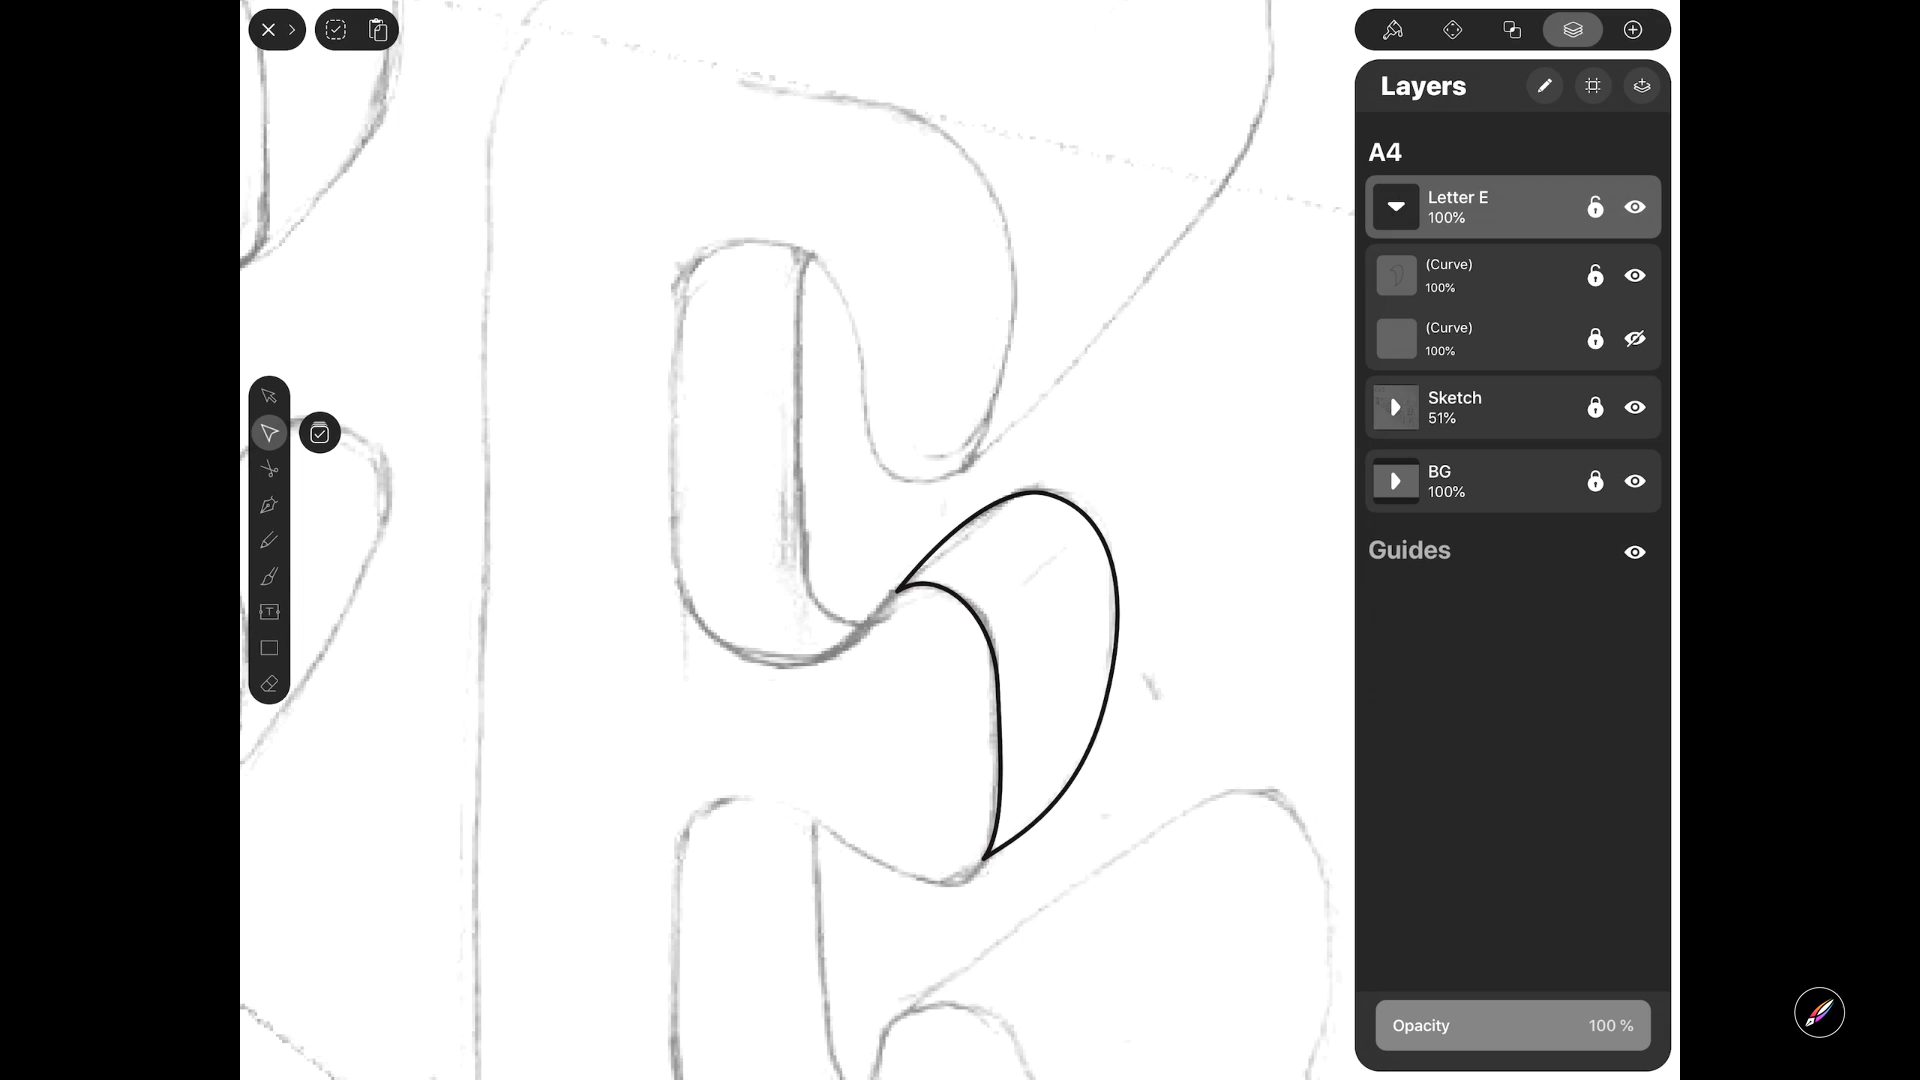 Layers
A4
Letter E
100%
(Curve)
100%
(Curve)
100%
Sketch
51%
BG
100%
Guides
T
Opacity 100 %